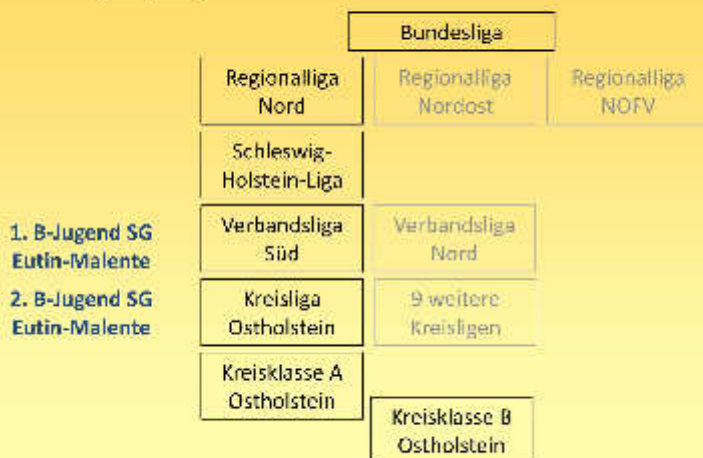 Bundesliga
Regionalliga
Nord
Regionalliga
Nordost
Regionalliga
NOFV
Schleswig-
Holstein-Liga
1. B-Jugend SG
Eutin-Malente
Verbandsliga
Süd
Verbandsliga
Nord
2. B-Jugend SG
Eutin-Malente
Kreisliga
Ostholstein
9 weitere
Kreisligen
Kreisklasse A
Ostholstein
Kreisklasse B
Ostholstein